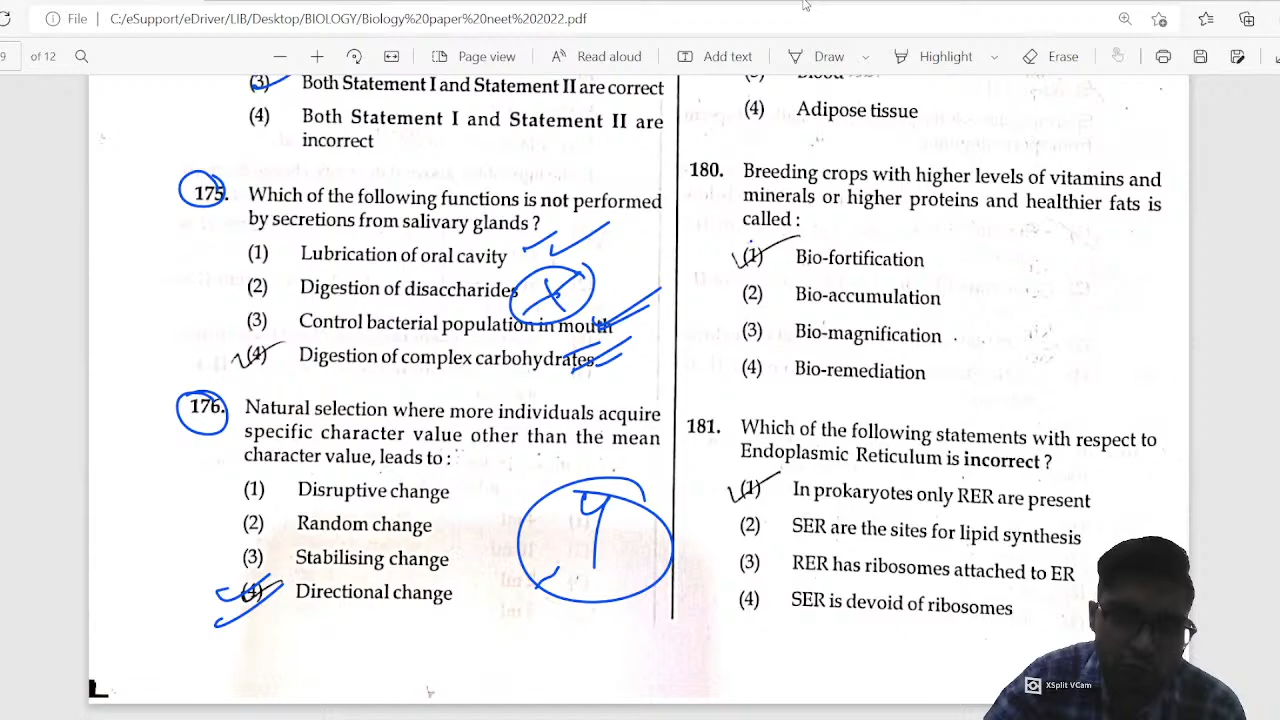 File
C:/eSupport/eDriver/LIB/Desktop/BIOLOGY/Biology%20paper%20neet%202022.pdf
9 of 12
Page view
Read aloud
Add text
Draw
Highlight
Erase
(3) Both Statement I and Statement II are correct
(4) Both Statement I and Statement II are
incorrect
175. Which of the following functions is not performed
by secretions from salivary glands ?
(1) Lubrication of oral cavity
(2) Digestion of disaccharides
(3) Control bacterial population in mouth
(4) Digestion of complex carbohydrates
176. Natural selection where more individuals acquire
specific character value other than the mean
character value, leads to :
(1) Disruptive change
(2) Random change
(3) Stabilising change
(4) Directional change
(4) Adipose tissue
180. Breeding crops with higher levels of vitamins and
minerals or higher proteins and healthier fats is
called :
(1) Bio-fortification
(2) Bio-accumulation
(3) Bio-magnification
(4) Bio-remediation
181. Which of the following statements with respect to
Endoplasmic Reticulum is incorrect ?
(1) In prokaryotes only RER are present
(2) SER are the sites for lipid synthesis
(3) RER has ribosomes attached to ER
(4) SER is devoid of ribosomes
XSplit VCam